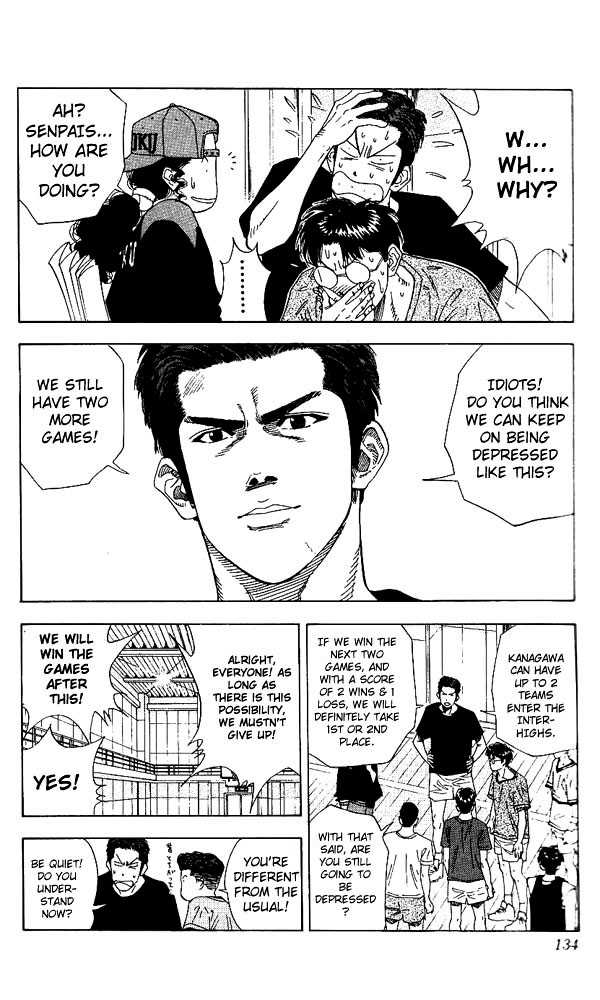 W...
WH...
WHY?
AH?
SENPAIS...
HOW ARE
YOU
DOING?
IDIOTS!
DO YOU THINK
WE CAN KEEP
ON BEING
DEPRESSED
LIKE THIS?
WE STILL
HAVE TWO
MORE
GAMES!
KANAGAWA
CAN HAVE
UP TO 2
TEAMS
ENTER THE
INTER-
HIGHS.
IF WE WIN THE
NEXT TWO
GAMES, AND
WITH A SCORE
OF 2 WINS & 1
LOSS, WE WILL
DEFINITELY TAKE
1ST OR 2ND
PLACE.
WITH THAT
SAID, ARE
YOU STILL
GOING
TO BE
DEPRESSED
?
ALRIGHT,
EVERYONE! AS
LONG AS
THERE IS THIS
POSSIBILITY,
WE MUSTN'T
GIVE UP!
WE WILL
WIN THE
GAMES
AFTER
THIS!
YES!
YOU'RE
DIFFERENT
FROM THE
USUAL!
BE QUIET!
DO YOU
UNDER-
STAND
NOW?
134